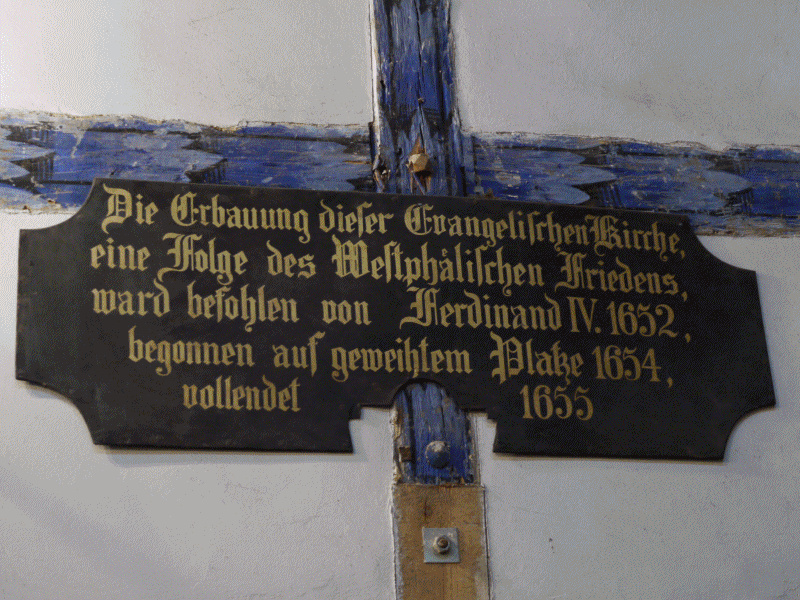 Die Erbauung dieser Evangelischen Kirche,
eine Folge des Westphälischen Friedens,
ward befohlen von Ferdinand IV. 1652,
begonnen auf geweihtem Platze 1654,
vollendet 1655